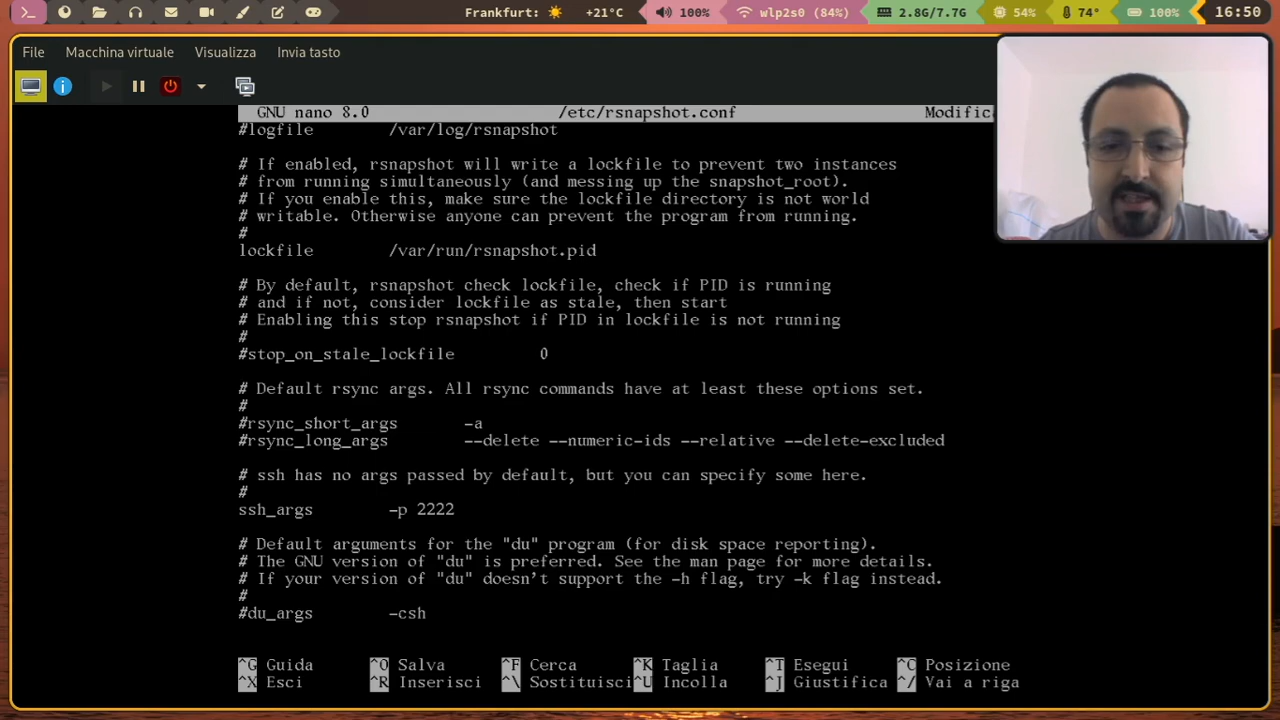 Frankfurt: +21°C 100% wlp2s0 (84%) 2.8G/7.7G 54% 74° 100% 16:50
File Macchina virtuale Visualizza Invia tasto
GNU nano 8.0 /etc/rsnapshot.conf Modific
#logfile /var/log/rsnapshot
# If enabled, rsnapshot will write a lockfile to prevent two instances
# from running simultaneously (and messing up the snapshot_root).
# If you enable this, make sure the lockfile directory is not world
# writable. Otherwise anyone can prevent the program from running.
#
lockfile /var/run/rsnapshot.pid
# By default, rsnapshot check lockfile, check if PID is running
# and if not, consider lockfile as stale, then start
# Enabling this stop rsnapshot if PID in lockfile is not running
#
#stop_on_stale_lockfile 0
# Default rsync args. All rsync commands have at least these options set.
#
#rsync_short_args -a
#rsync_long_args --delete --numeric-ids --relative --delete-excluded
# ssh has no args passed by default, but you can specify some here.
#
ssh_args -p 2222
# Default arguments for the "du" program (for disk space reporting).
# The GNU version of "du" is preferred. See the man page for more details.
# If your version of "du" doesn't support the -h flag, try -k flag instead.
#
#du_args -csh
^G Guida ^O Salva ^F Cerca ^K Taglia ^T Esegui ^C Posizione
^X Esci ^R Inserisci ^\ Sostituisci ^U Incolla ^J Giustifica ^/ Vai a riga